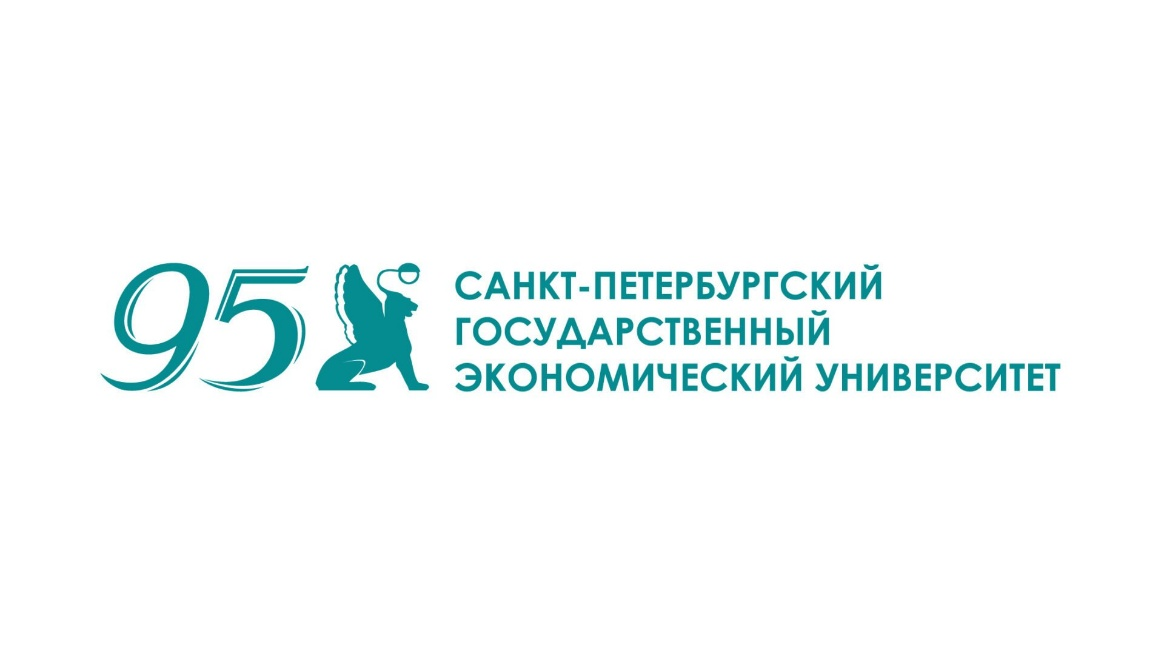 95
САНКТ-ПЕТЕРБУРГСКИЙ
ГОСУДАРСТВЕННЫЙ
ЭКОНОМИЧЕСКИЙ УНИВЕРСИТЕТ